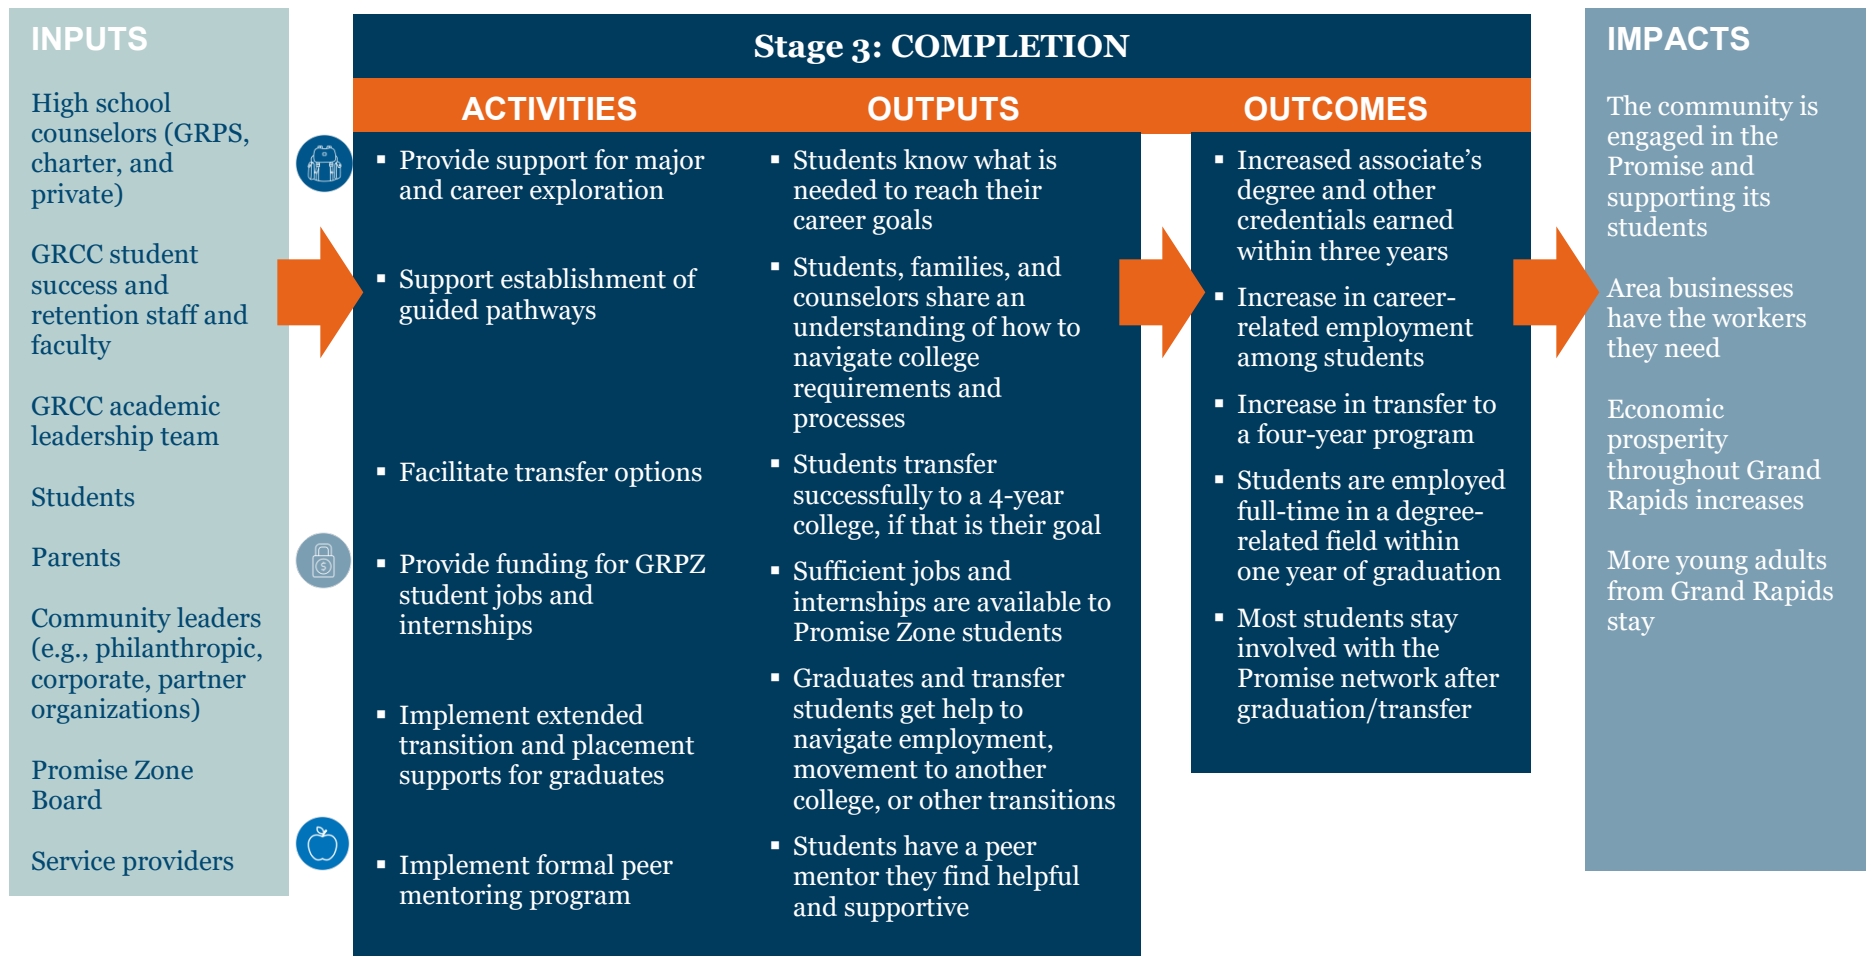 INPUTS
High school
counselors (GRPS,
charter, and
private)
GRCC student
success and
retention staff and
faculty
GRCC academic
leadership team
Students
Parents
Community leaders
(e.g., philanthropic,
corporate, partner
organizations)
Promise Zone
Board
Service providers
Stage 3: COMPLETION
ACTIVITIES
▪ Provide support for major
and career exploration
▪ Support establishment of
guided pathways
▪ Facilitate transfer options
▪ Provide funding for GRPZ
student jobs and
internships
▪ Implement extended
transition and placement
supports for graduates
▪ Implement formal peer
mentoring program
OUTPUTS
▪ Students know what is
needed to reach their
career goals
▪ Students, families, and
counselors share an
understanding of how to
navigate college
requirements and
processes
▪ Students transfer
successfully to a 4-year
college, if that is their goal
▪ Sufficient jobs and
internships are available to
Promise Zone students
▪ Graduates and transfer
students get help to
navigate employment,
movement to another
college, or other transitions
▪ Students have a peer
mentor they find helpful
and supportive
OUTCOMES
▪ Increased associate’s
degree and other
credentials earned
within three years
▪ Increase in career-
related employment
among students
▪ Increase in transfer to
a four-year program
▪ Students are employed
full-time in a degree-
related field within
one year of graduation
▪ Most students stay
involved with the
Promise network after
graduation/transfer
IMPACTS
The community is
engaged in the
Promise and
supporting its
students
Area businesses
have the workers
they need
Economic
prosperity
throughout Grand
Rapids increases
More young adults
from Grand Rapids
stay